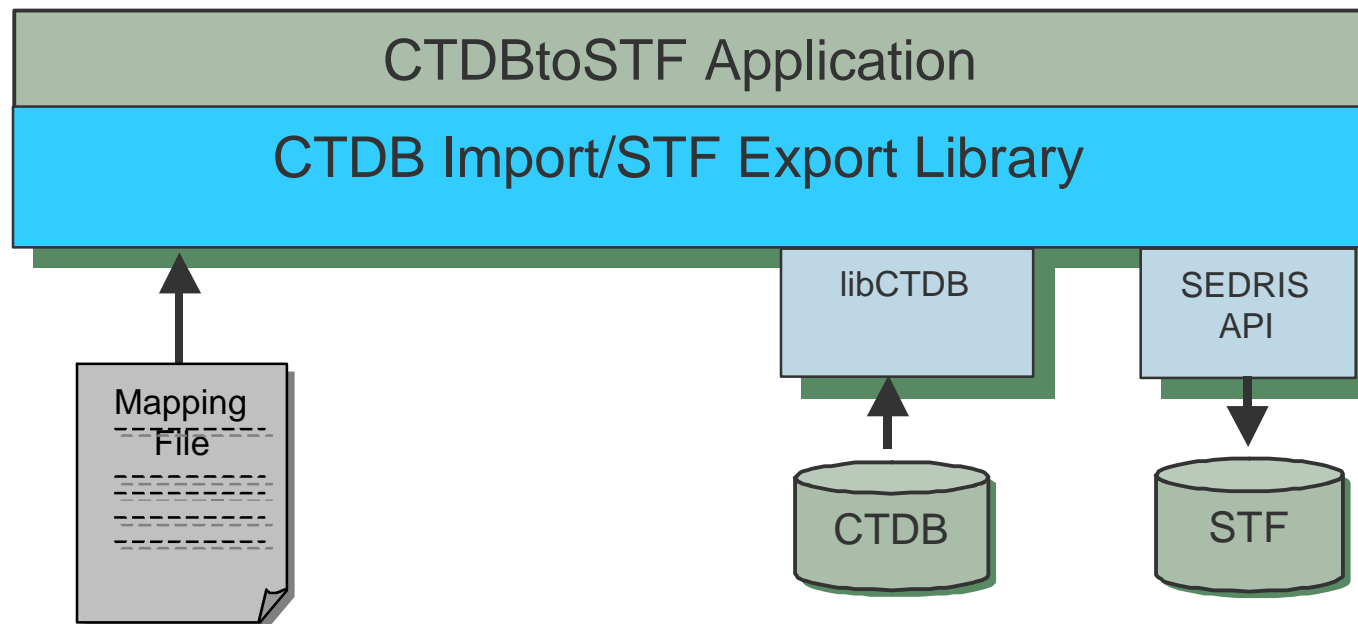 CTDBtoSTF Application
CTDB Import/STF Export Library
libCTDB
SEDRIS
API
Mapping
File
CTDB
STF